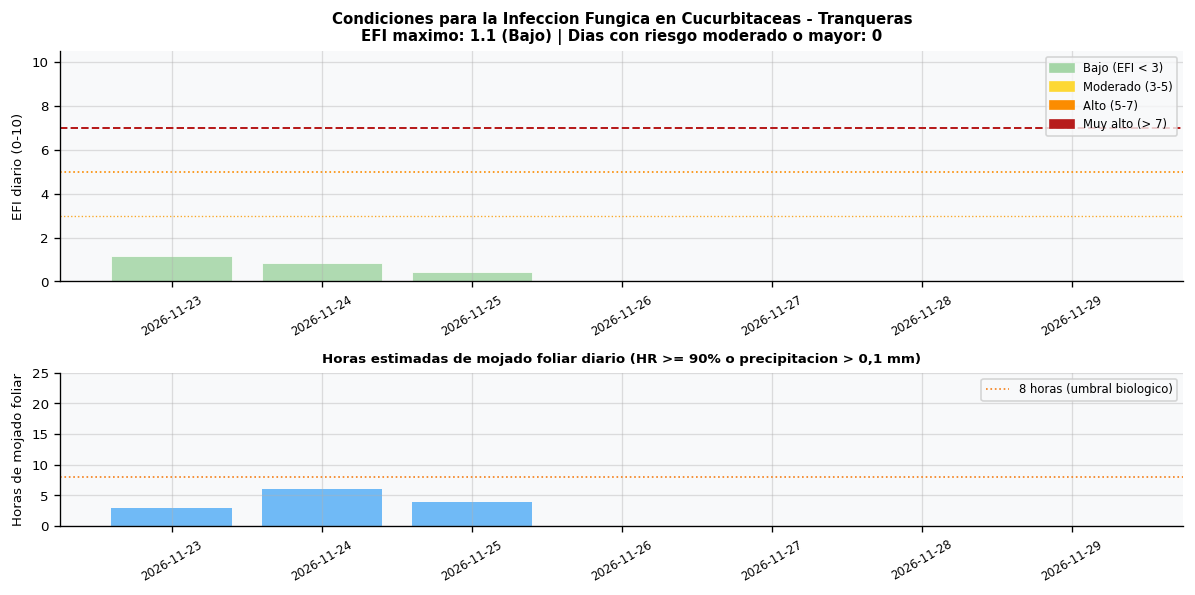 Condiciones para la Infeccion Fungica en Cucurbitaceas - Tranqueras
EFI maximo: 1.1 (Bajo) | Dias con riesgo moderado o mayor: 0
EFI diario (0-10)
10
8
6
4
2
0
Bajo (EFI < 3)
Moderado (3-5)
Alto (5-7)
Muy alto (> 7)
2026-11-23
2026-11-24
2026-11-25
2026-11-26
2026-11-27
2026-11-28
2026-11-29
Horas estimadas de mojado foliar diario (HR >= 90% o precipitacion > 0,1 mm)
Horas de mojado foliar
25
20
15
10
5
0
8 horas (umbral biologico)
2026-11-23
2026-11-24
2026-11-25
2026-11-26
2026-11-27
2026-11-28
2026-11-29